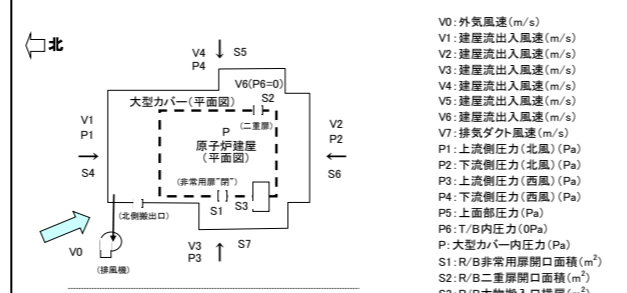 北
V4
P4
S5
V6(P6=0)
大型カバー(平面図)
S2
(二重扉)
P
原子炉建屋
(平面図)
V1
P1
S4
V2
P2
S6
(非常用扉"閉")
S1
S3
(北側搬出口)
V0
(排風機)
V3
P3
S7
V0:外気風速(m/s)
V1:建屋流出入風速(m/s)
V2:建屋流出入風速(m/s)
V3:建屋流出入風速(m/s)
V4:建屋流出入風速(m/s)
V5:建屋流出入風速(m/s)
V6:建屋流出入風速(m/s)
V7:排気ダクト風速(m/s)
P1:上流側圧力(北風)(Pa)
P2:下流側圧力(北風)(Pa)
P3:上流側圧力(西風)(Pa)
P4:下流側圧力(西風)(Pa)
P5:上面部圧力(Pa)
P6:T/B内圧力(0Pa)
P:大型カバー内圧力(Pa)
S1:R/B非常用扉開口面積(m²)
S2:R/B二重扉開口面積(m²)